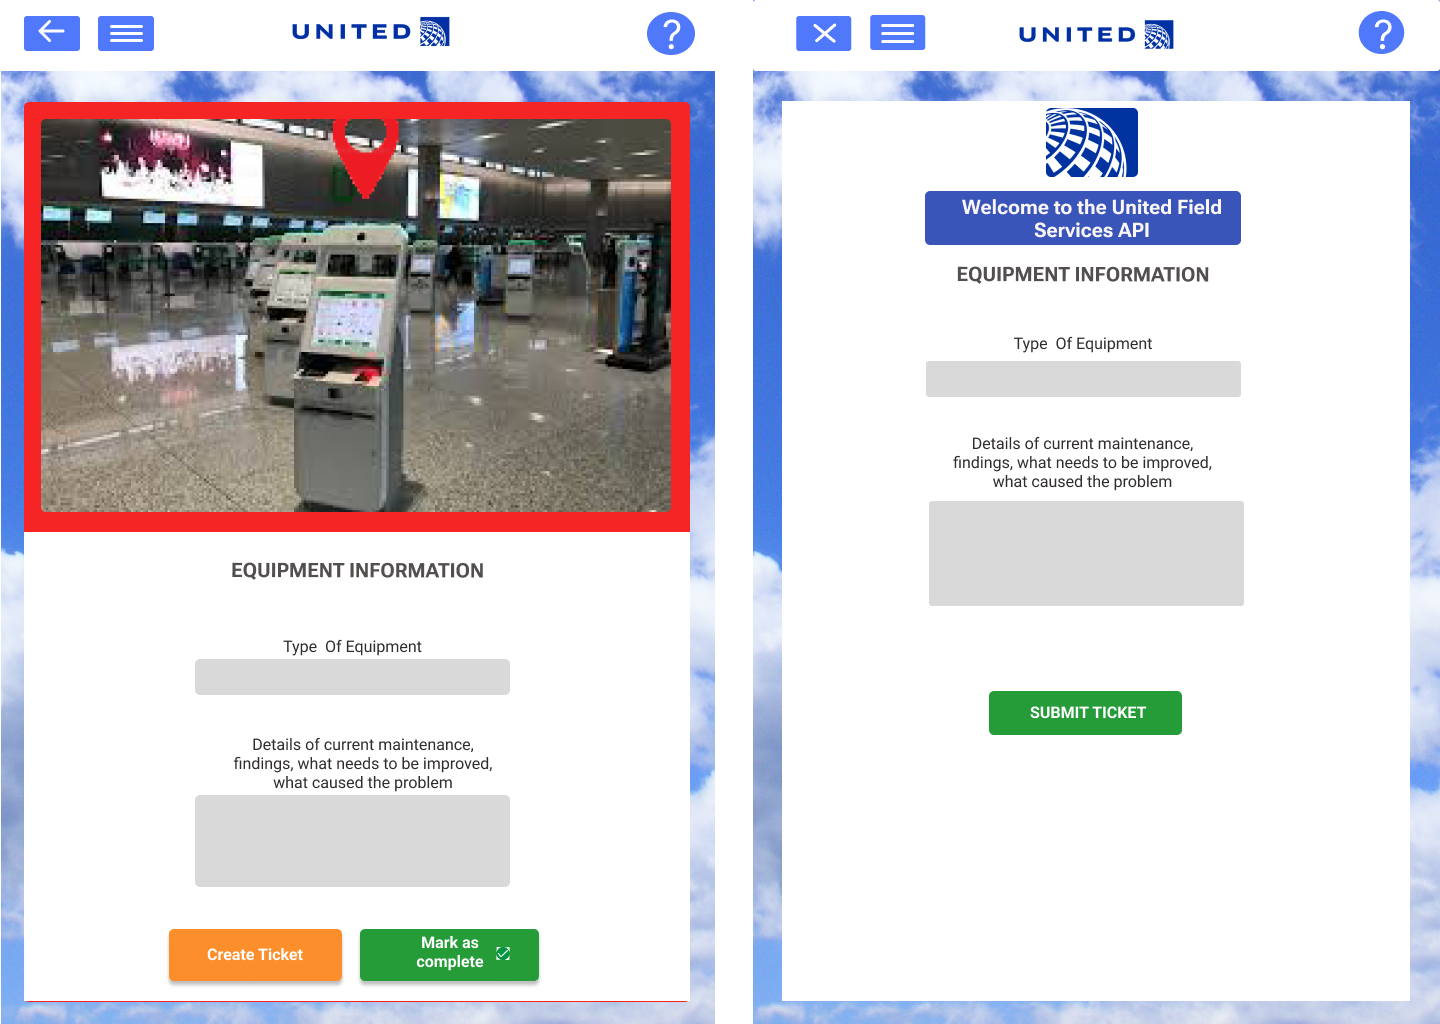 UNITED
?
EQUIPMENT INFORMATION
Type  Of Equipment
Details of current maintenance,
findings, what needs to be improved,
what caused the problem
Create Ticket
Mark as
complete
UNITED
?
Welcome to the United Field
Services API
EQUIPMENT INFORMATION
Type  Of Equipment
Details of current maintenance,
findings, what needs to be improved,
what caused the problem
SUBMIT TICKET